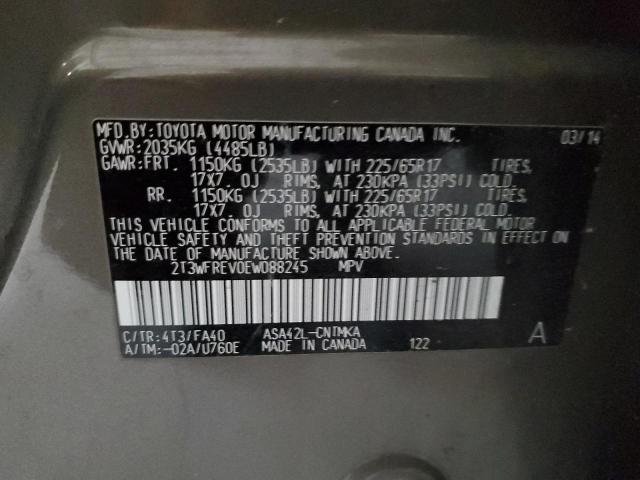 MFD.BY:TOYOTA MOTOR MANUFACTURING CANADA INC. 03/14
GVWR:2035KG (4485LB)
GAWR:FRT. 1150KG (2535LB) WITH 225/65R17 TIRES,
17X7.0J RIMS, AT 230KPA (33PSI) COLD.
RR. 1150KG (2535LB) WITH 225/65R17 TIRES,
17X7.0J RIMS, AT 230KPA (33PSI) COLD.
THIS VEHICLE CONFORMS TO ALL APPLICABLE FEDERAL MOTOR
VEHICLE SAFETY AND THEFT PREVENTION STANDARDS IN EFFECT ON
THE DATE OF MANUFACTURE SHOWN ABOVE.
2T3WFREV0EW088245 MPV
C/TR:4T3/FA40 ASA42L-CNTMKA
A/TM:-02A/U760E MADE IN CANADA 122 A